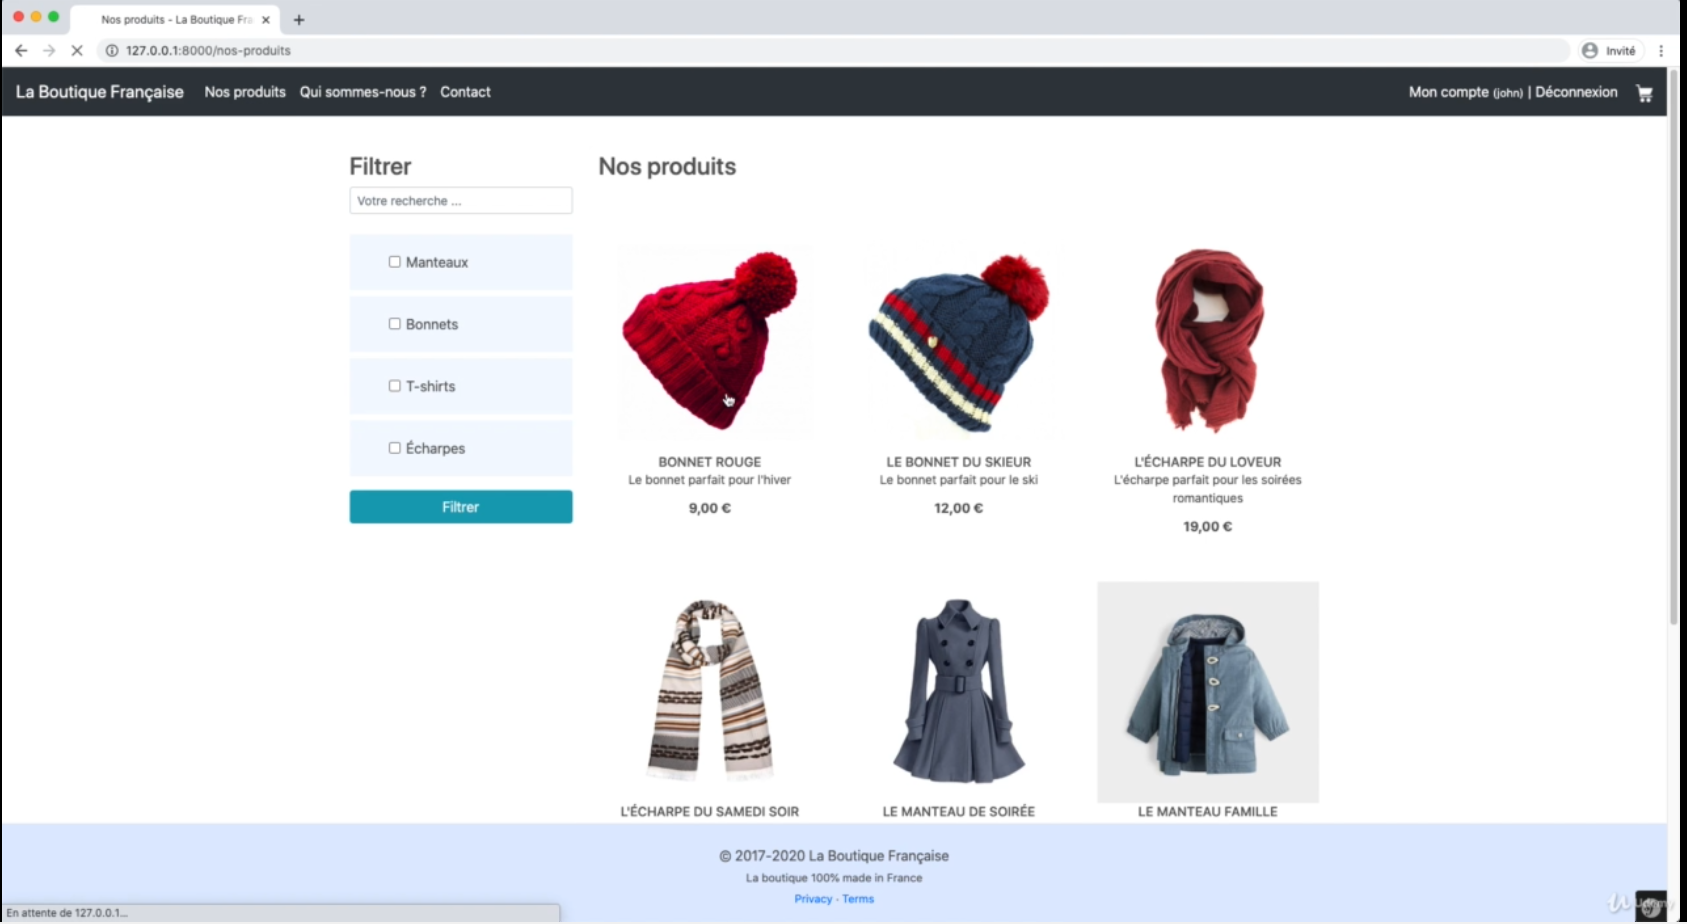 Nos produits - La Boutique Fra
127.0.0.1:8000/nos-produits
Invité
La Boutique Française
Nos produits
Qui sommes-nous ?
Contact
Mon compte (john) | Déconnexion
Filtrer
Votre recherche ...
Manteaux
Bonnets
T-shirts
Écharpes
Filtrer
Nos produits
BONNET ROUGE
Le bonnet parfait pour l'hiver
9,00 €
LE BONNET DU SKIEUR
Le bonnet parfait pour le ski
12,00 €
L'ÉCHARPE DU LOVEUR
L'écharpe parfait pour les soirées
romantiques
19,00 €
L'ÉCHARPE DU SAMEDI SOIR
LE MANTEAU DE SOIRÉE
LE MANTEAU FAMILLE
© 2017-2020 La Boutique Française
La boutique 100% made in France
Privacy · Terms
En attente de 127.0.0.1...